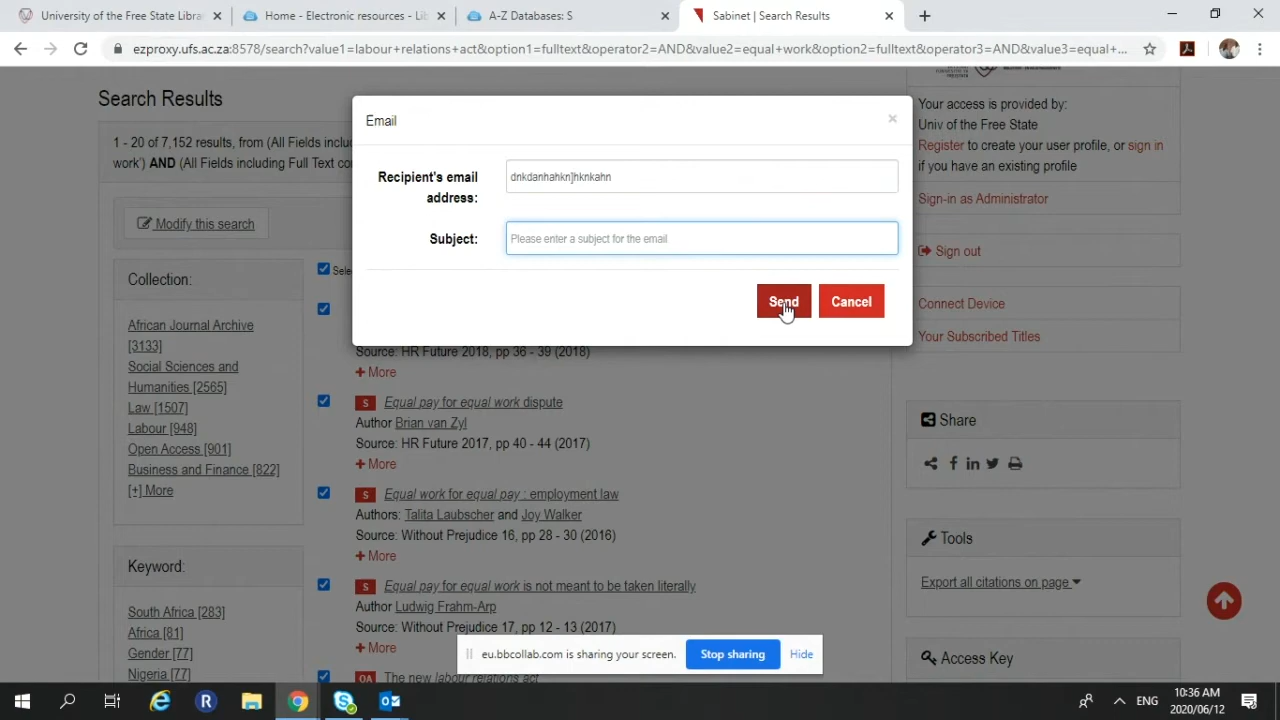 University of the Free State Librar
Home - Electronic resources - Lib
A-Z Databases: S
Sabinet | Search Results
ezproxy.ufs.ac.za:8578/search?value1=labour+relations+act&option1=fulltext&operator2=AND&value2=equal+work&option2=fulltext&operator3=AND&value3=equal+...
Search Results
1 - 20 of 7,152 results, from (All Fields including Full Text
work') AND (All Fields including Full Text co
Modify this search
Collection:
African Journal Archive
[3133]
Social Sciences and
Humanities [2565]
Law [1507]
Labour [948]
Open Access [901]
Business and Finance [822]
[+] More
Keyword:
South Africa [283]
Africa [81]
Gender [77]
Nigeria [77]
Sele
Email
Recipient's email
address:
dnkdanhahkn]hknkahn
Subject:
Please enter a subject for the email
Send
Cancel
Source: HR Future 2018, pp 36 - 39 (2018)
+ More
S Equal pay for equal work dispute
Author Brian van Zyl
Source: HR Future 2017, pp 40 - 44 (2017)
+ More
S Equal work for equal pay : employment law
Authors: Talita Laubscher and Joy Walker
Source: Without Prejudice 16, pp 28 - 30 (2016)
+ More
S Equal pay for equal work is not meant to be taken literally
Author Ludwig Frahm-Arp
Source: Without Prejudice 17, pp 12 - 13 (2017)
+ More
OA The new labour relations act
Your access is provided by:
Univ of the Free State
Register to create your user profile, or sign in
if you have an existing profile
Sign-in as Administrator
Sign out
Connect Device
Your Subscribed Titles
Share
Tools
Export all citations on page
Access Key
eu.bbcollab.com is sharing your screen.
Stop sharing
Hide
ENG
10:36 AM
2020/06/12